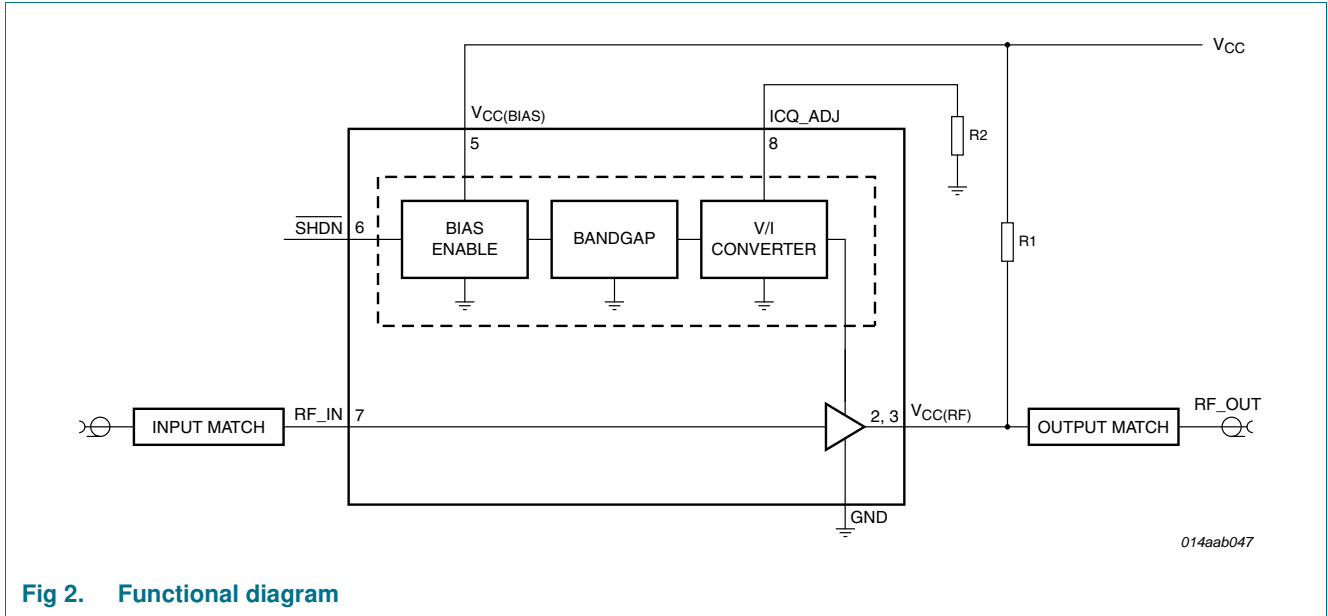 VCC
VCC(BIAS)
ICQ_ADJ
5
8
R2
SHDN
6
BIAS
ENABLE
BANDGAP
V/I
CONVERTER
R1
INPUT MATCH
RF_IN
7
2, 3
VCC(RF)
OUTPUT MATCH
RF_OUT
GND
014aab047
Fig 2. Functional diagram